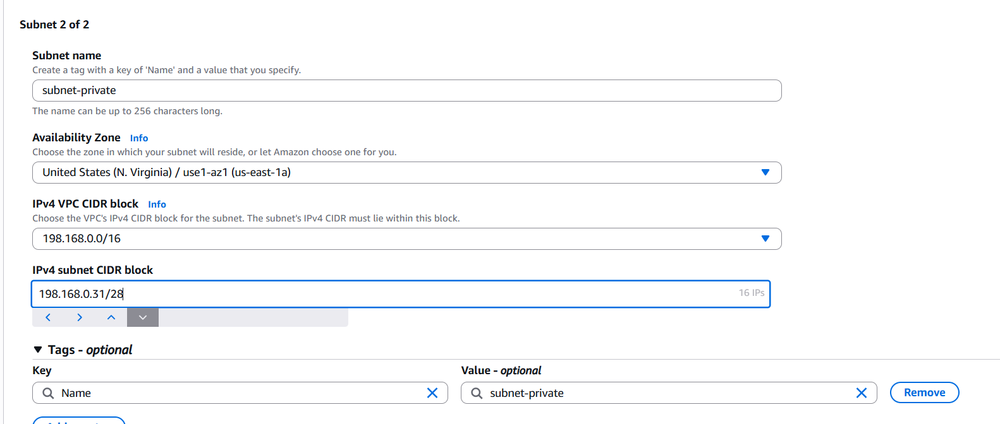 Subnet 2 of 2
Subnet name
Create a tag with a key of 'Name' and a value that you specify.
subnet-private
The name can be up to 256 characters long.
Availability Zone Info
Choose the zone in which your subnet will reside, or let Amazon choose one for you.
United States (N. Virginia) / use1-az1 (us-east-1a)
IPv4 VPC CIDR block Info
Choose the VPC's IPv4 CIDR block for the subnet. The subnet's IPv4 CIDR must lie within this block.
198.168.0.0/16
IPv4 subnet CIDR block
198.168.0.31/28 16 IPs
Tags - optional
Key Value - optional
Name subnet-private Remove